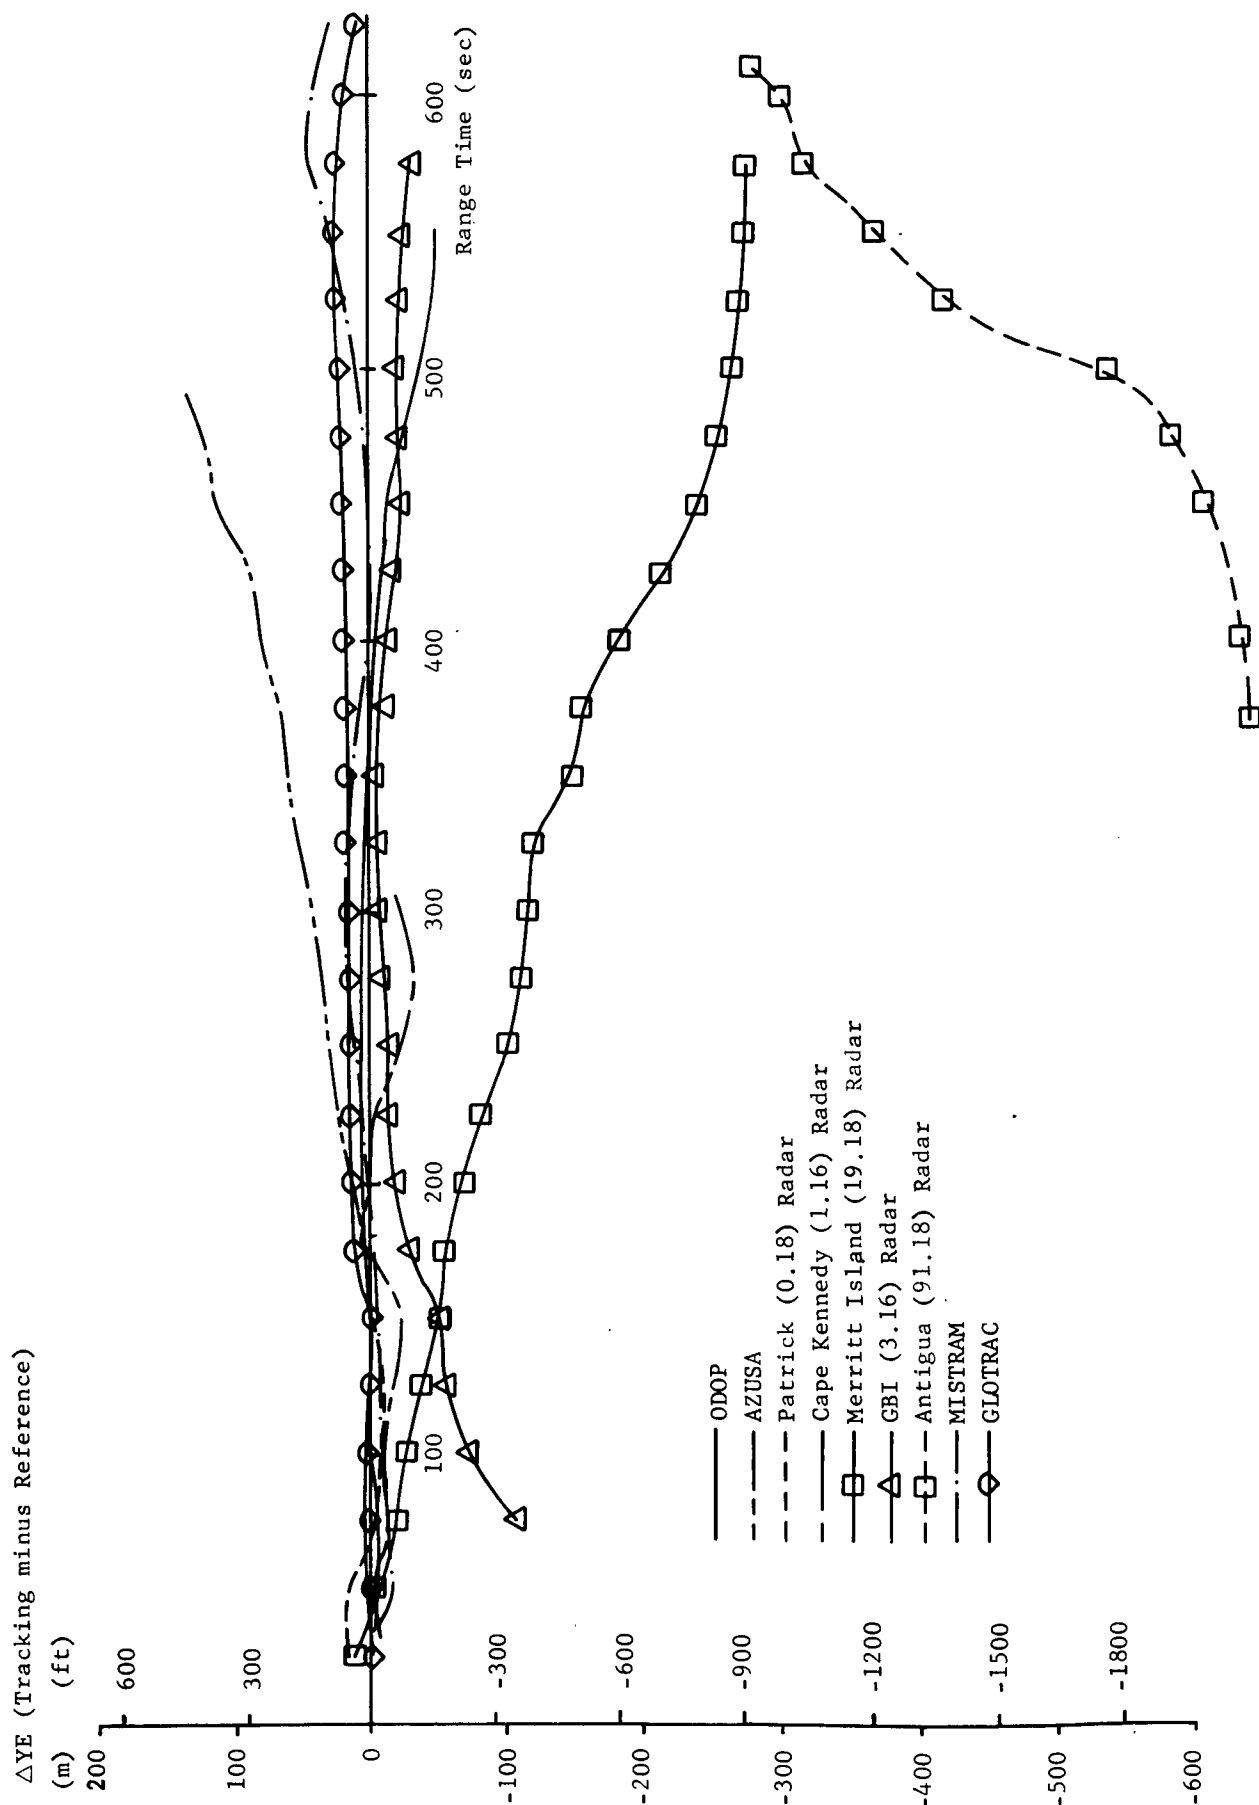 ΔYE (Tracking minus Reference)
(m) (ft)
200
600
100
300
0
-100
-300
-200
-600
-300
-900
-400
-1200
-500
-1500
-600
-1800
100
200
300
400
500
600
Range Time (sec)
ODOP
AZUSA
Patrick (0.18) Radar
Cape Kennedy (1.16) Radar
Merritt Island (19.18) Radar
GBI (3.16) Radar
Antigua (91.18) Radar
MISTRAM
GLOTRAC